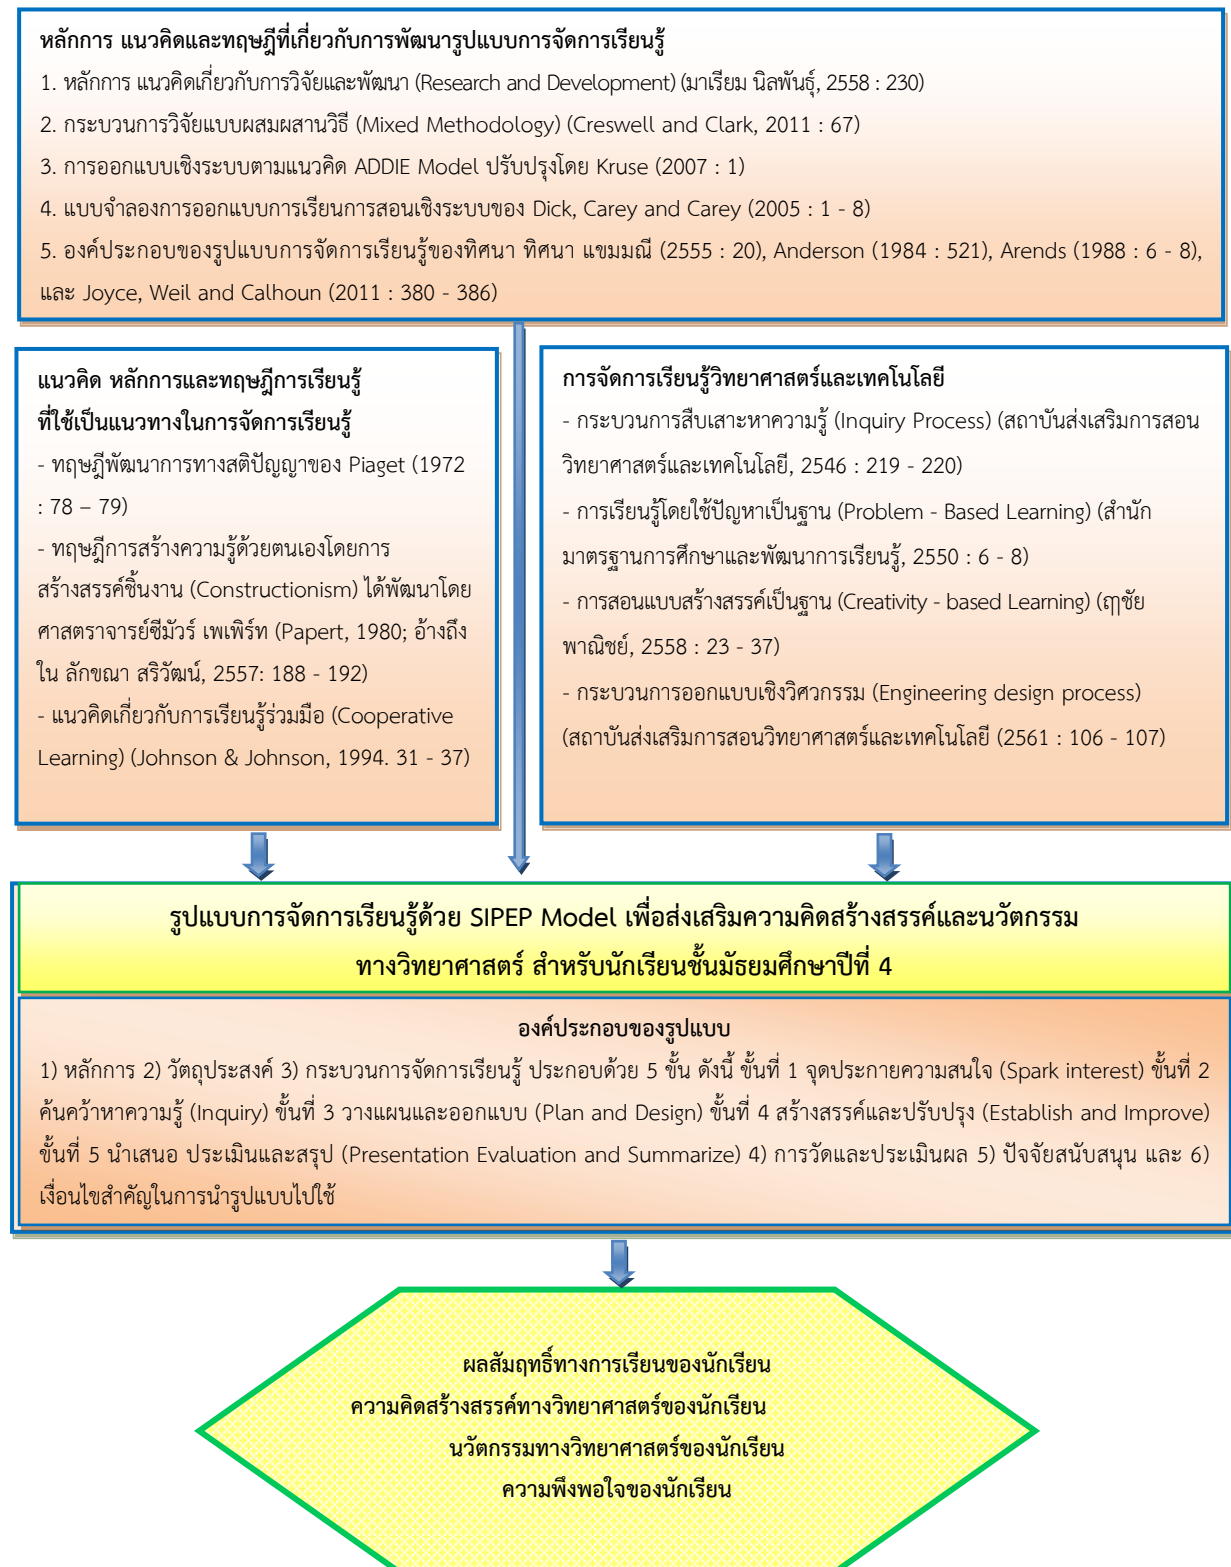 หลักการ แนวคิดและทฤษฎีที่เกี่ยวกับการพัฒนารูปแบบการจัดการเรียนรู้
1. หลักการ แนวคิดเกี่ยวกับการวิจัยและพัฒนา (Research and Development) (มาเรียม นิลพันธุ์, 2558 : 230)
2. กระบวนการวิจัยแบบผสมผสานวิธี (Mixed Methodology) (Creswell and Clark, 2011 : 67)
3. การออกแบบเชิงระบบตามแนวคิด ADDIE Model ปรับปรุงโดย Kruse (2007 : 1)
4. แบบจำลองการออกแบบการเรียนการสอนเชิงระบบของ Dick, Carey and Carey (2005 : 1 - 8)
5. องค์ประกอบของรูปแบบการจัดการเรียนรู้ของทิศนา ทิศนา แขมมณี (2555 : 20), Anderson (1984 : 521), Arends (1988 : 6 - 8),
และ Joyce, Weil and Calhoun (2011 : 380 - 386)
แนวคิด หลักการและทฤษฎีการเรียนรู้
ที่ใช้เป็นแนวทางในการจัดการเรียนรู้
- ทฤษฎีพัฒนาการทางสติปัญญาของ Piaget (1972
: 78 – 79)
- ทฤษฎีการสร้างความรู้ด้วยตนเองโดยการ
สร้างสรรค์ชิ้นงาน (Constructionism) ได้พัฒนาโดย
ศาสตราจารย์ซีมัวร์ เพเพิร์ท (Papert, 1980; อ้างถึง
ใน ลักขณา สริวัฒน์, 2557: 188 - 192)
- แนวคิดเกี่ยวกับการเรียนรู้ร่วมมือ (Cooperative
Learning) (Johnson & Johnson, 1994. 31 - 37)
การจัดการเรียนรู้วิทยาศาสตร์และเทคโนโลยี
- กระบวนการสืบเสาะหาความรู้ (Inquiry Process) (สถาบันส่งเสริมการสอน
วิทยาศาสตร์และเทคโนโลยี, 2546 : 219 - 220)
- การเรียนรู้โดยใช้ปัญหาเป็นฐาน (Problem - Based Learning) (สำนัก
มาตรฐานการศึกษาและพัฒนาการเรียนรู้, 2550 : 6 - 8)
- การสอนแบบสร้างสรรค์เป็นฐาน (Creativity - based Learning) (ฤๅชัย
พาณิชย์, 2558 : 23 - 37)
- กระบวนการออกแบบเชิงวิศวกรรม (Engineering design process)
(สถาบันส่งเสริมการสอนวิทยาศาสตร์และเทคโนโลยี (2561 : 106 - 107)
รูปแบบการจัดการเรียนรู้ด้วย SIPEP Model เพื่อส่งเสริมความคิดสร้างสรรค์และนวัตกรรม
ทางวิทยาศาสตร์ สำหรับนักเรียนชั้นมัธยมศึกษาปีที่ 4
องค์ประกอบของรูปแบบ
1) หลักการ 2) วัตถุประสงค์ 3) กระบวนการจัดการเรียนรู้ ประกอบด้วย 5 ขั้น ดังนี้ ขั้นที่ 1 จุดประกายความสนใจ (Spark interest) ขั้นที่ 2
ค้นคว้าหาความรู้ (Inquiry) ขั้นที่ 3 วางแผนและออกแบบ (Plan and Design) ขั้นที่ 4 สร้างสรรค์และปรับปรุง (Establish and Improve)
ขั้นที่ 5 นำเสนอ ประเมินและสรุป (Presentation Evaluation and Summarize) 4) การวัดและประเมินผล 5) ปัจจัยสนับสนุน และ 6)
เงื่อนไขสำคัญในการนำรูปแบบไปใช้
ผลสัมฤทธิ์ทางการเรียนของนักเรียน
ความคิดสร้างสรรค์ทางวิทยาศาสตร์ของนักเรียน
นวัตกรรมทางวิทยาศาสตร์ของนักเรียน
ความพึงพอใจของนักเรียน